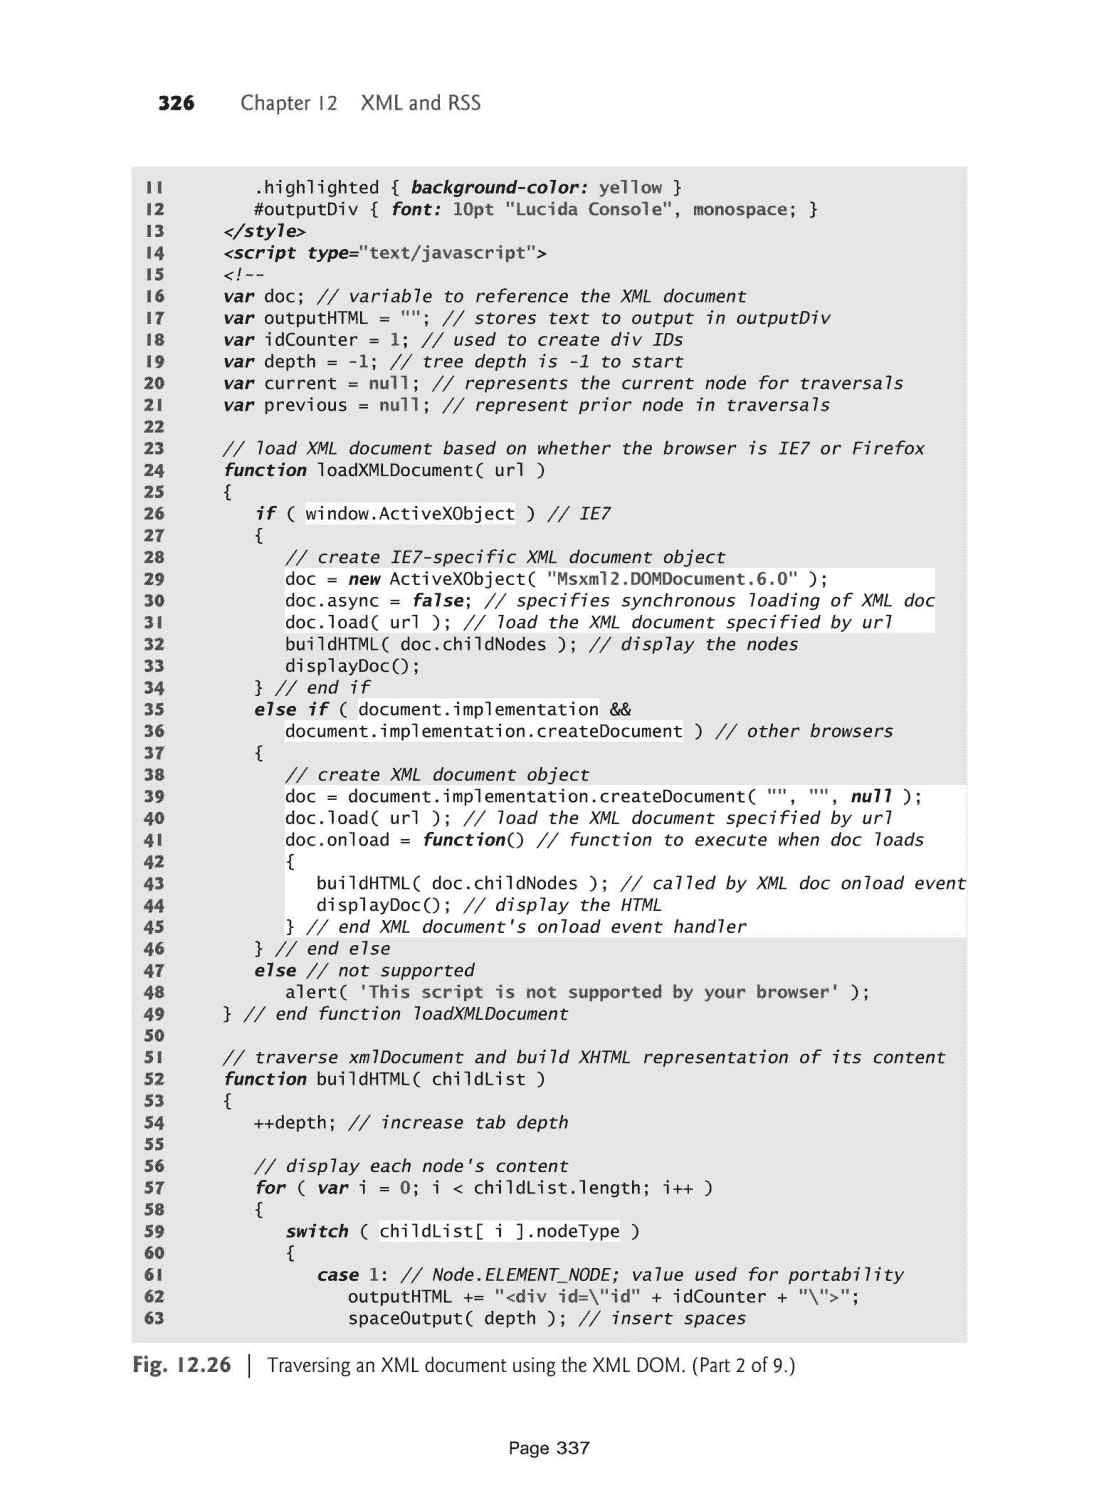 326 Chapter 12 XML and RSS
11 .highlighted { background-color: yellow }
12 #outputDiv { font: 10pt "Lucida Console", monospace; }
13 </style>
14 <script type="text/javascript">
15 <!--
16 var doc; // variable to reference the XML document
17 var outputHTML = ""; // stores text to output in outputDiv
18 var idCounter = 1; // used to create div IDs
19 var depth = -1; // tree depth is -1 to start
20 var current = null; // represents the current node for traversals
21 var previous = null; // represent prior node in traversals
22
23 // load XML document based on whether the browser is IE7 or Firefox
24 function loadXMLDocument( url )
25 {
26 if ( window.ActiveXObject ) // IE7
27 {
28 // create IE7-specific XML document object
29 doc = new ActiveXObject( "Msxml2.DOMDocument.6.0" );
30 doc.async = false; // specifies synchronous loading of XML doc
31 doc.load( url ); // load the XML document specified by url
32 buildHTML( doc.childNodes ); // display the nodes
33 displayDoc();
34 } // end if
35 else if ( document.implementation &&
36 document.implementation.createDocument ) // other browsers
37 {
38 // create XML document object
39 doc = document.implementation.createDocument( "", "", null );
40 doc.load( url ); // load the XML document specified by url
41 doc.onload = function() // function to execute when doc loads
42 {
43 buildHTML( doc.childNodes ); // called by XML doc onload event
44 displayDoc(); // display the HTML
45 } // end XML document's onload event handler
46 } // end else
47 else // not supported
48 alert( 'This script is not supported by your browser' );
49 } // end function loadXMLDocument
50
51 // traverse xmlDocument and build XHTML representation of its content
52 function buildHTML( childList )
53 {
54 ++depth; // increase tab depth
55
56 // display each node's content
57 for ( var i = 0; i < childList.length; i++ )
58 {
59 switch ( childList[ i ].nodeType )
60 {
61 case 1: // Node.ELEMENT_NODE; value used for portability
62 outputHTML += "<div id=\"id" + idCounter + "\">";
63 spaceOutput( depth ); // insert spaces
Fig. 12.26 | Traversing an XML document using the XML DOM. (Part 2 of 9.)
Page 337